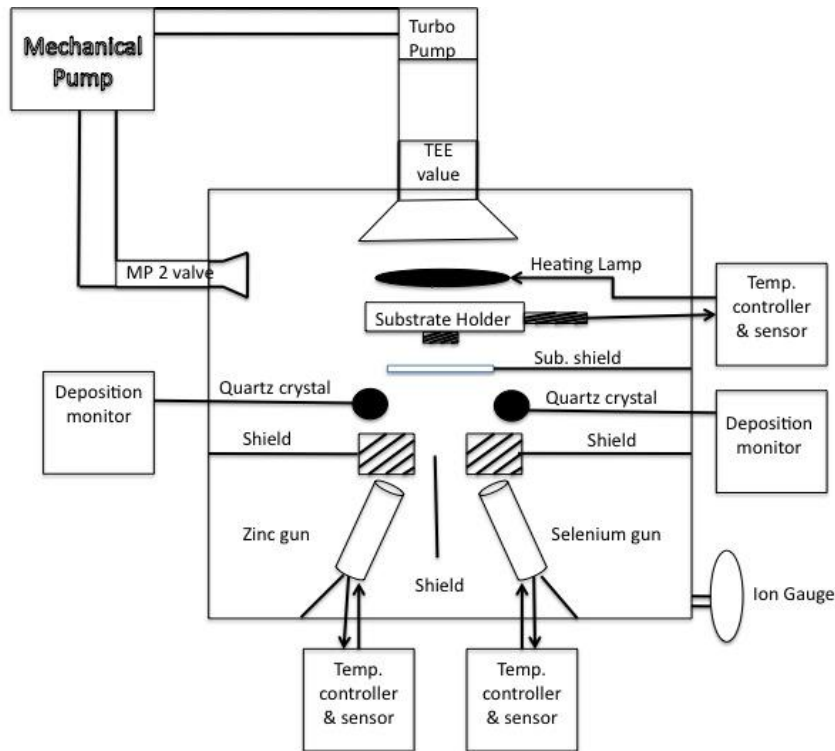 Mechanical
Pump
Turbo
Pump
TEE
value
MP 2 valve
Heating Lamp
Temp.
controller
& sensor
Substrate Holder
Sub. shield
Deposition
monitor
Quartz crystal
Quartz crystal
Deposition
monitor
Shield
Shield
Zinc gun
Selenium gun
Shield
Ion Gauge
Temp.
controller
& sensor
Temp.
controller
& sensor